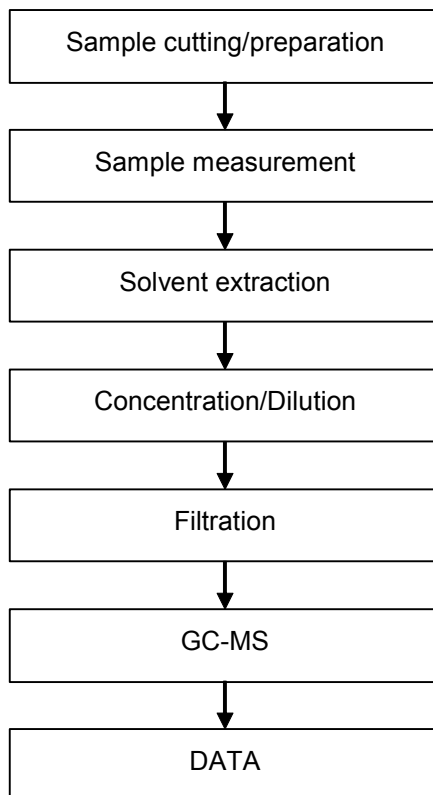 Sample cutting/preparation
Sample measurement
Solvent extraction
Concentration/Dilution
Filtration
GC-MS
DATA